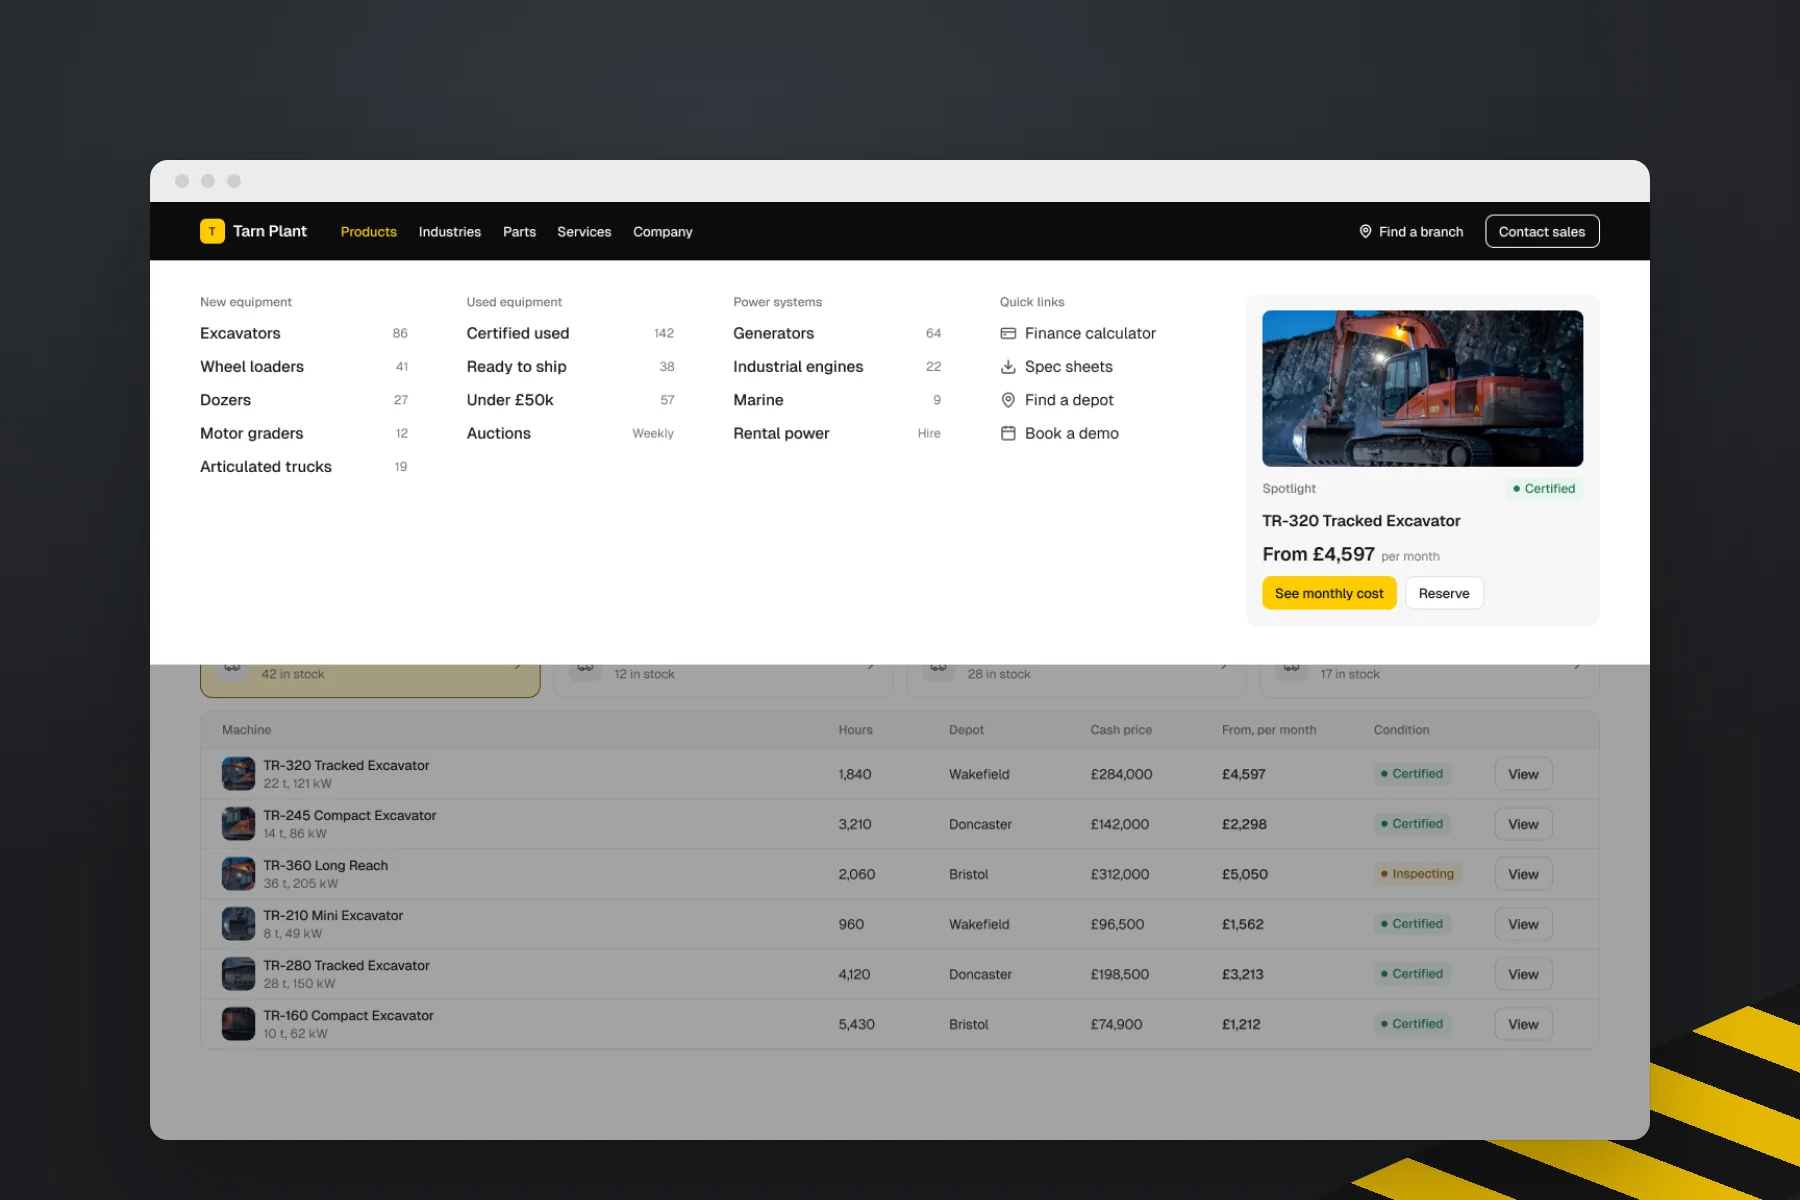 T Tarn Plant Products Industries Parts Services Company Find a branch Contact sales
New equipment
Excavators 86
Wheel loaders 41
Dozers 27
Motor graders 12
Articulated trucks 19
Used equipment
Certified used 142
Ready to ship 38
Under £50k 57
Auctions Weekly
Power systems
Generators 64
Industrial engines 22
Marine 9
Rental power Hire
Quick links
Finance calculator
Spec sheets
Find a depot
Book a demo
Spotlight Certified
TR-320 Tracked Excavator
From £4,597 per month
See monthly cost Reserve
42 in stock 12 in stock 28 in stock 17 in stock
Machine Hours Depot Cash price From, per month Condition
TR-320 Tracked Excavator
22 t, 121 kW
1,840 Wakefield £284,000 £4,597 Certified View
TR-245 Compact Excavator
14 t, 86 kW
3,210 Doncaster £142,000 £2,298 Certified View
TR-360 Long Reach
36 t, 205 kW
2,060 Bristol £312,000 £5,050 Inspecting View
TR-210 Mini Excavator
8 t, 49 kW
960 Wakefield £96,500 £1,562 Certified View
TR-280 Tracked Excavator
28 t, 150 kW
4,120 Doncaster £198,500 £3,213 Certified View
TR-160 Compact Excavator
10 t, 62 kW
5,430 Bristol £74,900 £1,212 Certified View